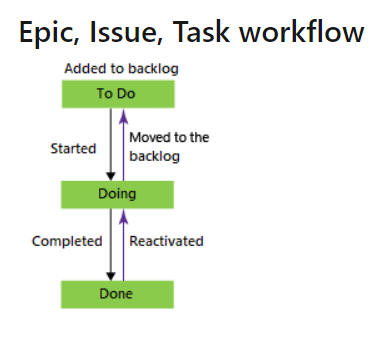 Epic, Issue, Task workflow
Added to backlog
To Do
Started
Moved to the
backlog
Doing
Completed
Reactivated
Done